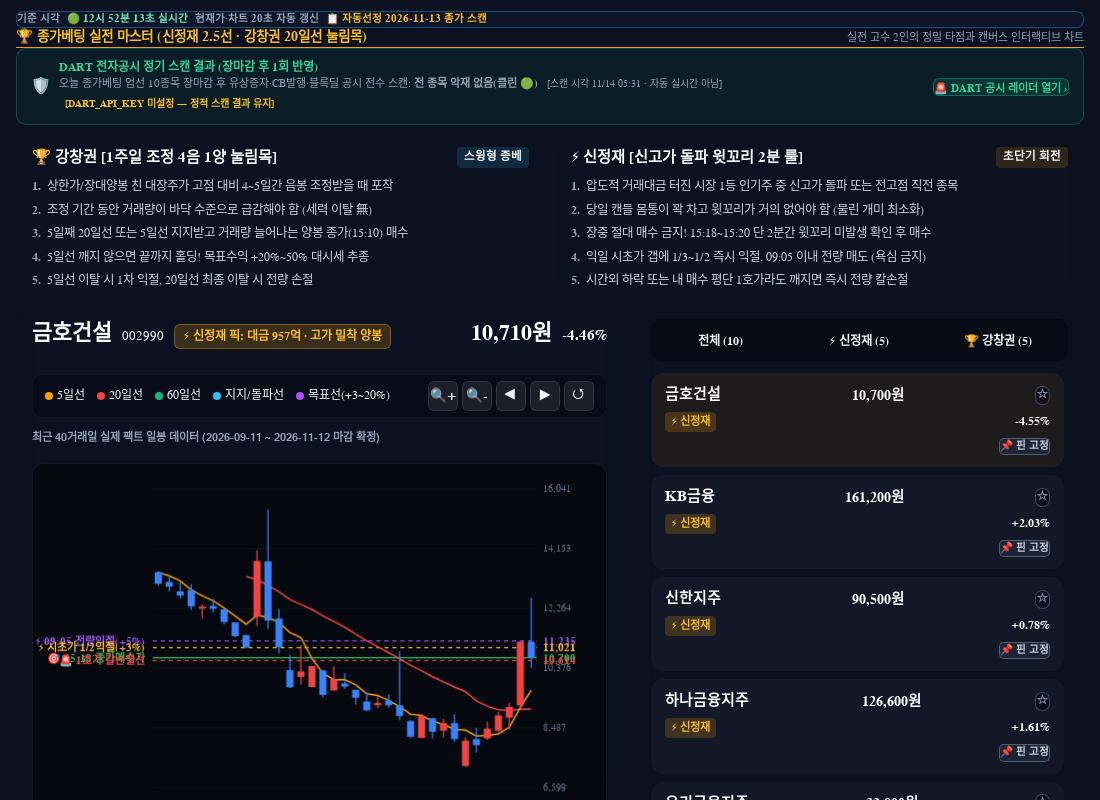 기준 시각 🟢 12시 52분 13초 실시간 현재가·차트 20초 자동 갱신 📋 자동선정 2026-11-13 종가 스캔
🏆 종가베팅 실전 마스터 (신정재 2.5선 · 강창권 20일선 눌림목)
실전 고수 2인의 정밀 타점과 캔버스 인터랙티브 차트
DART 전자공시 정기 스캔 결과 (장마감 후 1회 반영)
오늘 종가베팅 엄선 10종목 장마감 후 유상증자·CB발행·블록딜 공시 전수 스캔: 전 종목 악재 없음(클린 🟢) [스캔 시각 11/14 05:31 · 자동 실시간 아님]
[DART_API_KEY 미설정 — 정적 스캔 결과 유지]
🚨 DART 공시 레이더 열기 ›
🏆 강창권 [1주일 조정 4음 1양 눌림목]
스윙형 종베
1. 상한가/장대양봉 친 대장주가 고점 대비 4~5일간 음봉 조정받을 때 포착
2. 조정 기간 동안 거래량이 바닥 수준으로 급감해야 함 (세력 이탈 無)
3. 5일째 20일선 또는 5일선 지지받고 거래량 늘어나는 양봉 종가(15:10) 매수
4. 5일선 깨지 않으면 끝까지 홀딩! 목표수익 +20%~50% 대시세 추종
5. 5일선 이탈 시 1차 익절, 20일선 최종 이탈 시 전량 손절
⚡ 신정재 [신고가 돌파 윗꼬리 2분 룰]
초단기 회전
1. 압도적 거래대금 터진 시장 1등 인기주 중 신고가 돌파 또는 전고점 직전 종목
2. 당일 캔들 몸통이 꽉 차고 윗꼬리가 거의 없어야 함 (물린 개미 최소화)
3. 장중 절대 매수 금지! 15:18~15:20 단 2분간 윗꼬리 미발생 확인 후 매수
4. 익일 시초가 갭에 1/3~1/2 즉시 익절, 09:05 이내 전량 매도 (욕심 금지)
5. 시간외 하락 또는 내 매수 평단 1호가라도 깨지면 즉시 전량 칼손절
금호건설 002990 ⚡ 신정재 픽: 대금 957억 · 고가 밀착 양봉
10,710원 -4.46%
5일선 20일선 60일선 지지/돌파선 목표선(+3~20%)
🔍+ 🔍- ◀ ▶ ↺
최근 40거래일 실제 팩트 일봉 데이터 (2026-09-11 ~ 2026-11-12 마감 확정)
16,041
14,153
12,264
⚡ 09:05 전량익절(+5%) 11,235
⚡ 시초가 1/2익절(+3%) 11,021
10,376
8,487
6,599
전체 (10) ⚡ 신정재 (5) 🏆 강창권 (5)
금호건설 10,700원 ☆
⚡ 신정재 -4.55%
📌 핀 고정
KB금융 161,200원 ☆
⚡ 신정재 +2.03%
📌 핀 고정
신한지주 90,500원 ☆
⚡ 신정재 +0.78%
📌 핀 고정
하나금융지주 126,600원 ☆
⚡ 신정재 +1.61%
📌 핀 고정